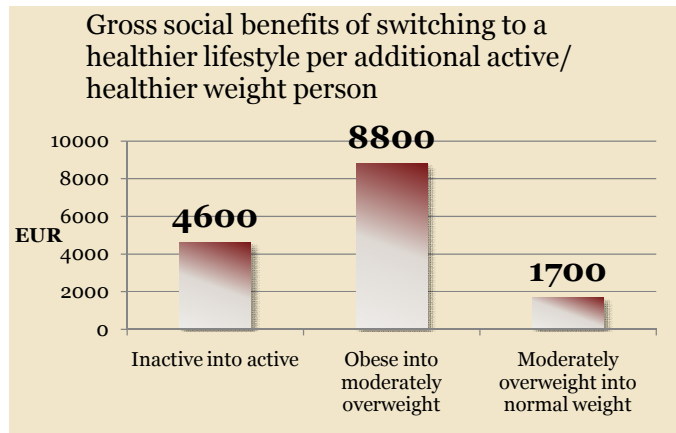 Gross social benefits of switching to a
healthier lifestyle per additional active/
healthier weight person
10000
8000
6000
4000
2000
0
EUR
4600
8800
1700
Inactive into active
Obese into
moderately
overweight
Moderately
overweight into
normal weight